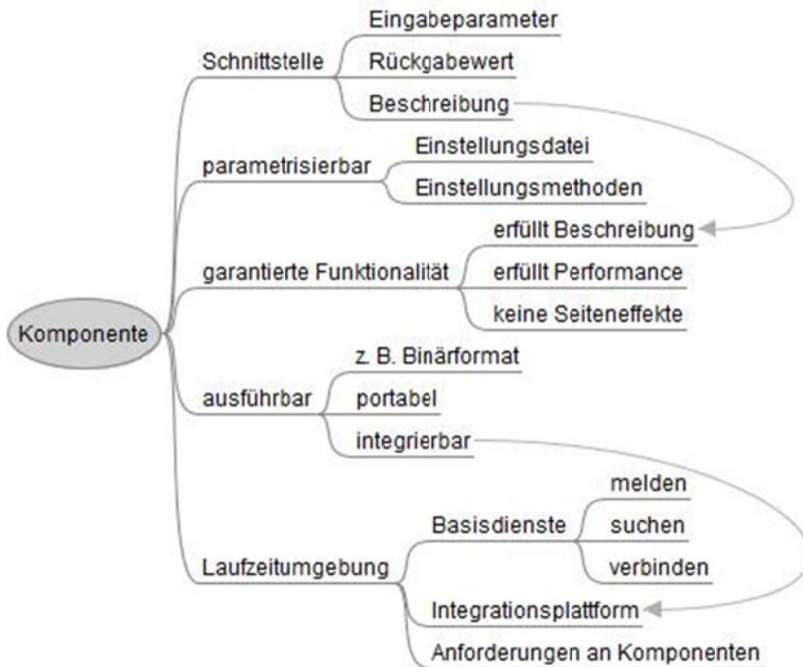 Eingabeparameter
Schnittstelle
Rückgabewert
Beschreibung
Einstellungsdatei
parametrisierbar
Einstellungsmethoden
erfüllt Beschreibung
garantierte Funktionalität
erfüllt Performance
keine Seiteneffekte
Komponente
z. B. Binärformat
ausführbar
portabel
integrierbar
melden
Basisdienste
suchen
verbinden
Laufzeitumgebung
Integrationsplattform
Anforderungen an Komponenten